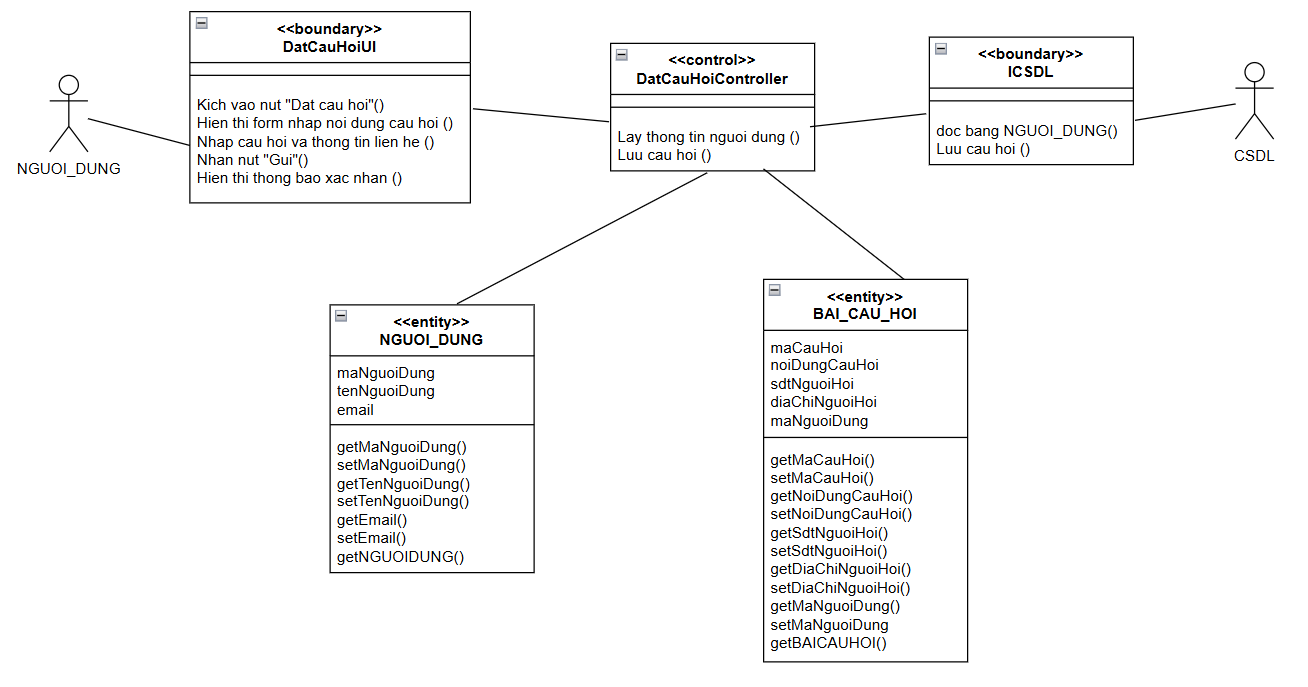 <<boundary>>
DatCauHoiUI
Kich vao nut "Dat cau hoi"()
Hien thi form nhap noi dung cau hoi ()
Nhap cau hoi va thong tin lien he ()
Nhan nut "Gui"()
Hien thi thong bao xac nhan ()
NGUOI_DUNG
<<control>>
DatCauHoiController
Lay thong tin nguoi dung ()
Luu cau hoi ()
<<boundary>>
ICSDL
doc bang NGUOI_DUNG()
Luu cau hoi ()
CSDL
<<entity>>
NGUOI_DUNG
maNguoiDung
tenNguoiDung
email
getMaNguoiDung()
setMaNguoiDung()
getTenNguoiDung()
setTenNguoiDung()
getEmail()
setEmail()
getNGUOIDUNG()
<<entity>>
BAI_CAU_HOI
maCauHoi
noiDungCauHoi
sdtNguoiHoi
diaChiNguoiHoi
maNguoiDung
getMaCauHoi()
setMaCauHoi()
getNoiDungCauHoi()
setNoiDungCauHoi()
getSdtNguoiHoi()
setSdtNguoiHoi()
getDiaChiNguoiHoi()
setDiaChiNguoiHoi()
getMaNguoiDung()
setMaNguoiDung
getBAICAUHOI()